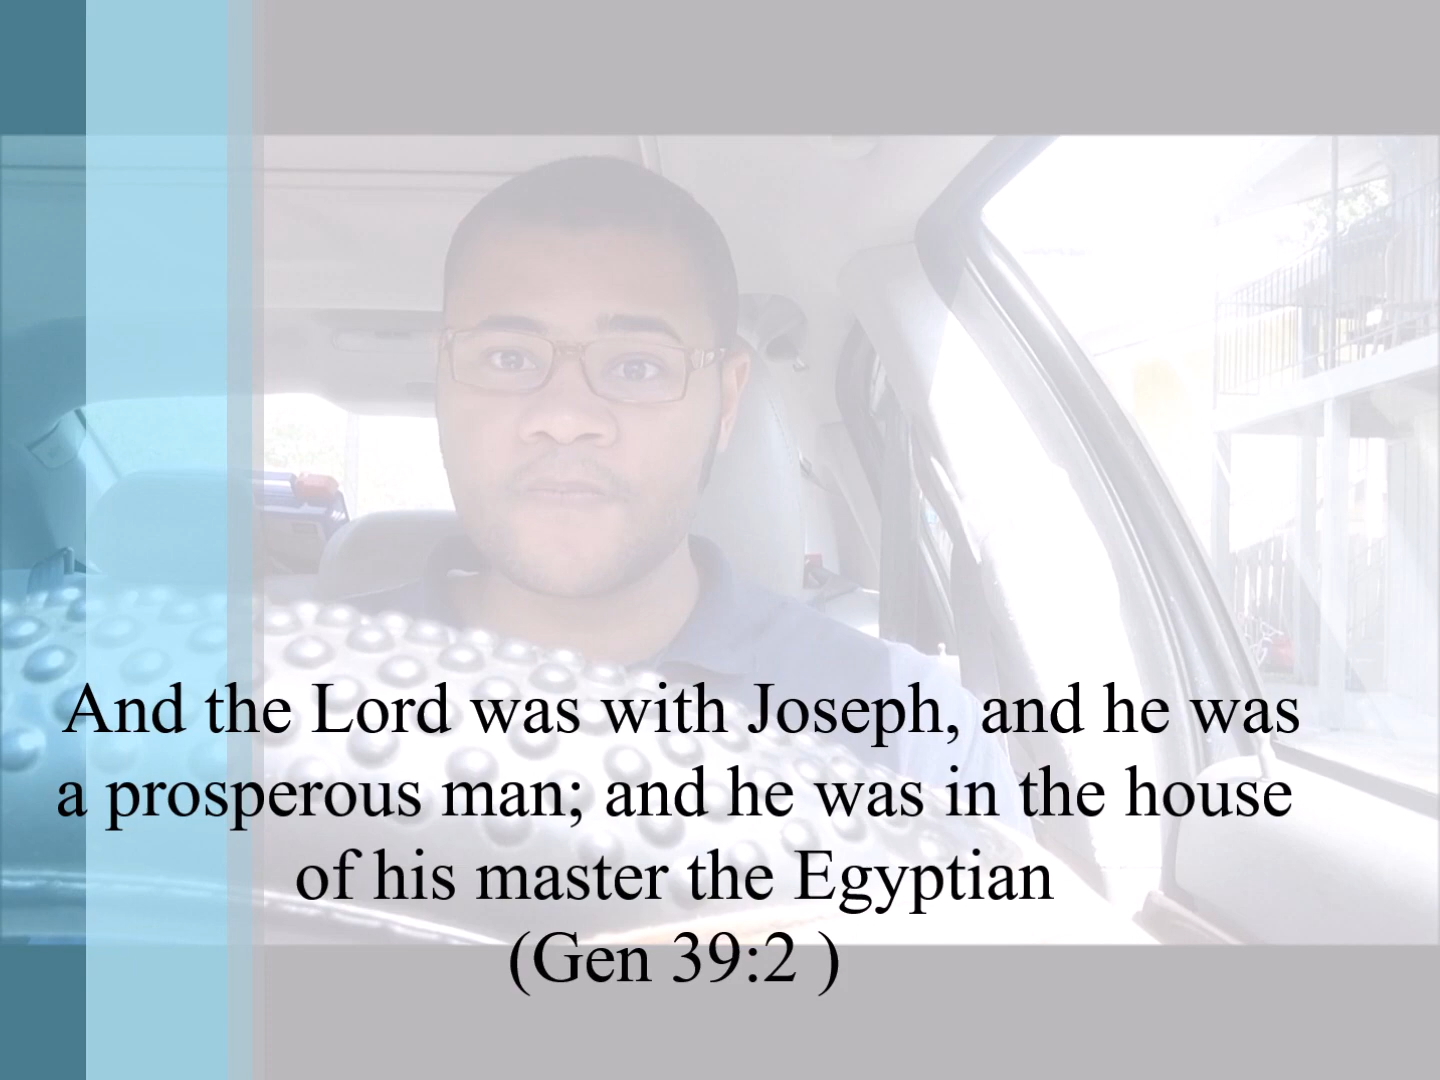 And the Lord was with Joseph, and he was
a prosperous man; and he was in the house
of his master the Egyptian
(Gen 39:2 )